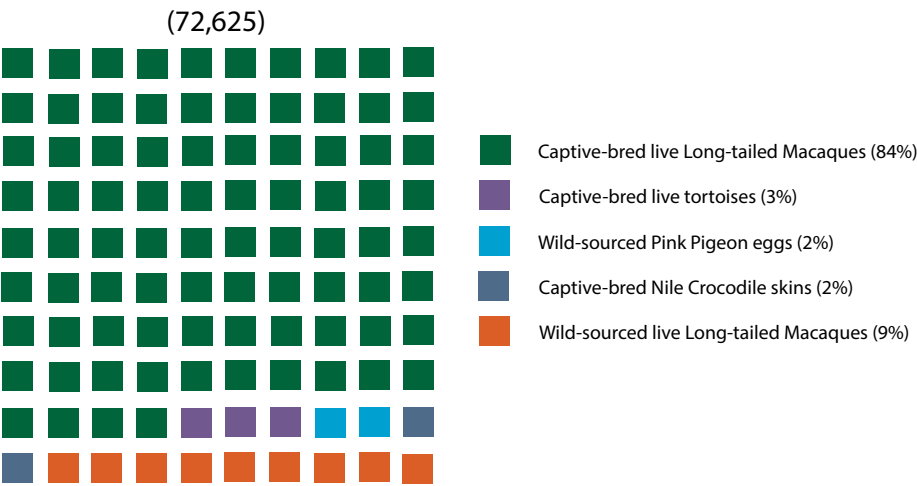 (72,625)
Captive-bred live Long-tailed Macaques (84%)
Captive-bred live tortoises (3%)
Wild-sourced Pink Pigeon eggs (2%)
Captive-bred Nile Crocodile skins (2%)
Wild-sourced live Long-tailed Macaques (9%)